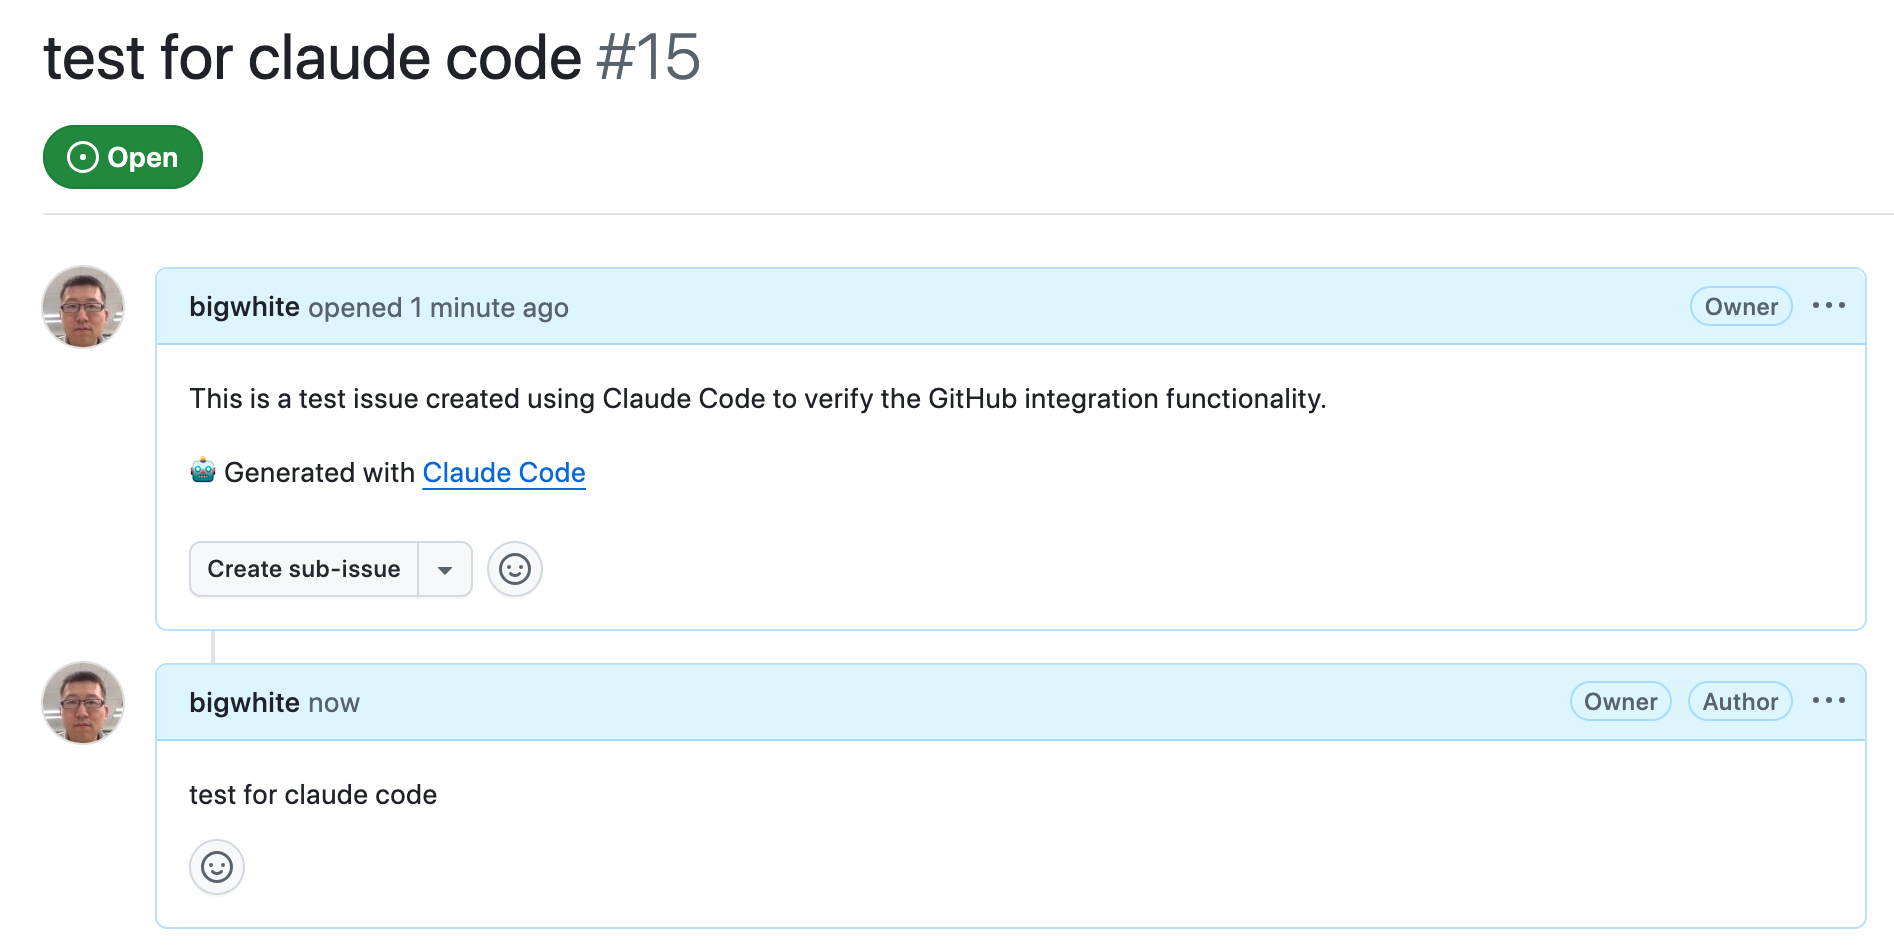 test for claude code #15
Open
bigwhite opened 1 minute ago Owner
This is a test issue created using Claude Code to verify the GitHub integration functionality.
🤖 Generated with Claude Code
Create sub-issue
bigwhite now Owner Author
test for claude code